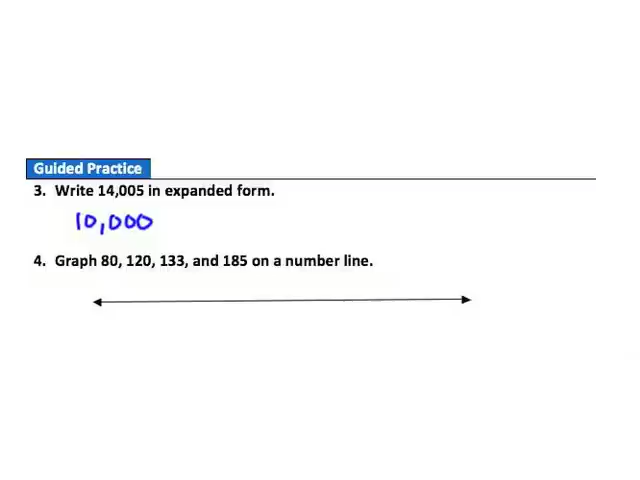 Guided Practice
3. Write 14,005 in expanded form.
10,000
4. Graph 80, 120, 133, and 185 on a number line.